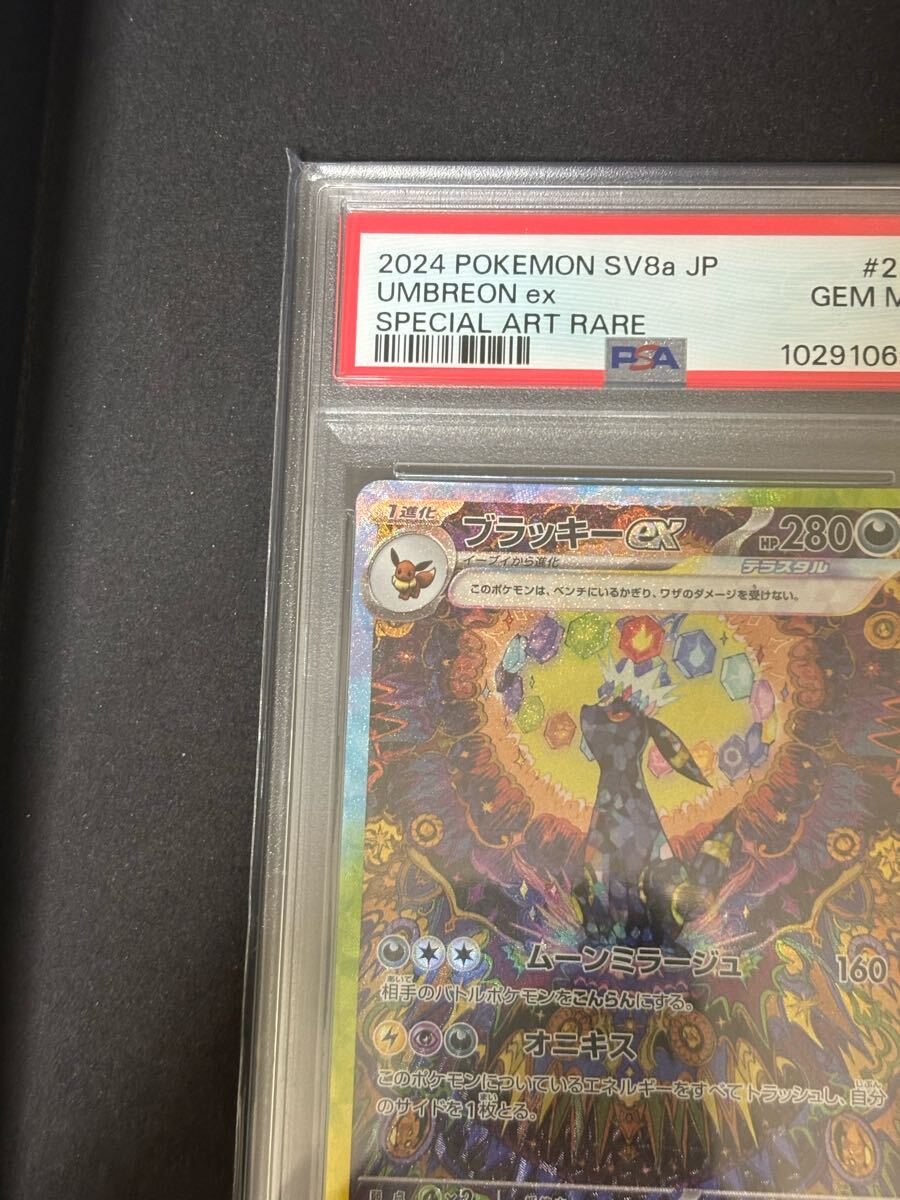 2024 POKEMON SV8a JP #2
UMBREON ex GEM M
SPECIAL ART RARE
PSA 1029106
1進化 ブラッキーex HP 280
イーブイから進化 テラスタル
このポケモンは、ベンチにいるかぎり、ワザのダメージを受けない。
ムーンミラージュ 160
相手のバトルポケモンをこんらんにする。
オニキス
このポケモンについているエネルギーをすべてトラッシュし、自分
のサイドを1枚とる。